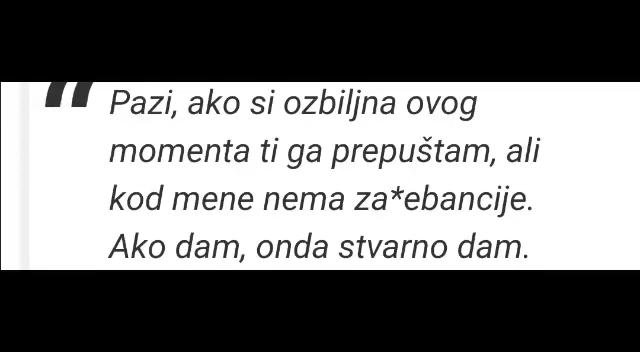 "
Pazi, ako si ozbiljna ovog
momenta ti ga prepuštam, ali
kod mene nema za*ebancije.
Ako dam, onda stvarno dam.